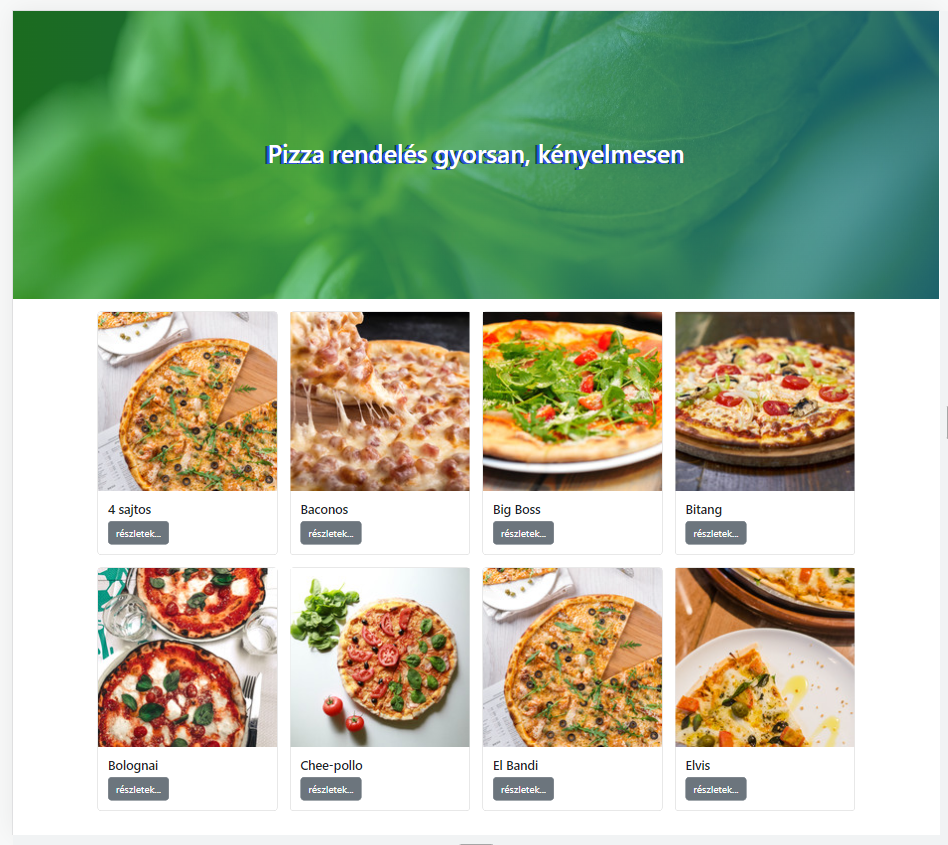 Pizza rendelés gyorsan, kényelmesen
4 sajtos
részletek...
Baconos
részletek...
Big Boss
részletek...
Bitang
részletek...
Bolognai
részletek...
Chee-pollo
részletek...
El Bandi
részletek...
Elvis
részletek...